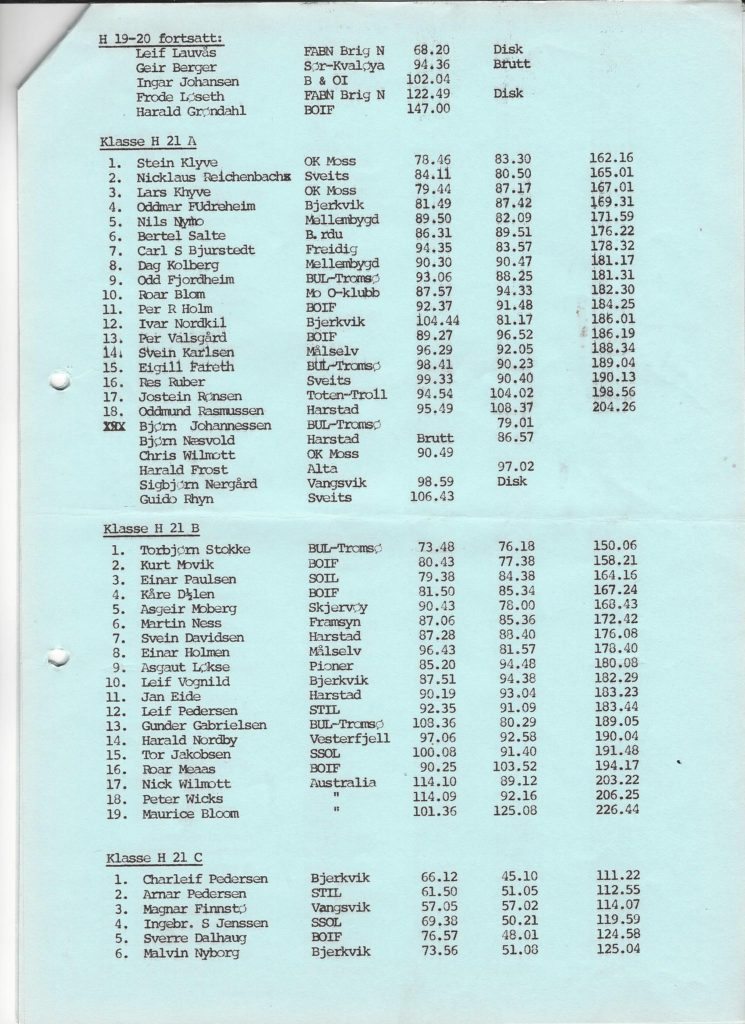 H 19-20 fortsatt:
Leif Lauvås FABN Brig N 68.20 Disk
Geir Berger Sør-Kvaløya 94.36 Brutt
Ingar Johansen B & OI 102.04
Frode Løseth FABN Brig N 122.49 Disk
Harald Grøndahl BOIF 147.00
Klasse H 21 A
1. Stein Klyve OK Moss 78.46 83.30 162.16
2. Nicklaus Reichenbachx Sveits 84.11 80.50 165.01
3. Lars Khyve OK Moss 79.44 87.17 167.01
4. Oddmar FUdreheim Bjerkvik 81.49 87.42 169.31
5. Nils Nymo Mellembygd 89.50 82.09 171.59
6. Bertel Salte B.rdu 86.31 89.51 176.22
7. Carl S Bjurstedt Freidig 94.35 83.57 178.32
8. Dag Kolberg Mellembygd 90.30 90.47 181.17
9. Odd Fjordheim BUL-Tromsø 93.06 88.25 181.31
10. Roar Blom Mo O-klubb 87.57 94.33 182.30
11. Per R Holm BOIF 92.37 91.48 184.25
12. Ivar Nordkil Bjerkvik 104.44 81.17 186.01
13. Per Valsgård BOIF 89.27 96.52 186.19
14. Svein Karlsen Målselv 96.29 92.05 188.34
15. Eigill Fareth BUL-Tromsø 98.41 90.23 189.04
16. Res Ruber Sveits 99.33 90.40 190.13
17. Jostein Rønsen Toten-Troll 94.54 104.02 198.56
18. Oddmund Rasmussen Harstad 95.49 108.37 204.26
XXX Bjørn Johannessen BUL-Tromsø 79.01
Bjørn Næsvold Harstad Brutt 86.57
Chris Wilmott OK Moss 90.49
Harald Frost Alta 97.02
Sigbjørn Nergård Vangsvik 98.59 Disk
Guido Rhyn Sveits 106.43
Klasse H 21 B
1. Torbjørn Stokke BUL-Tromsø 73.48 76.18 150.06
2. Kurt Movik BOIF 80.43 77.38 158.21
3. Einar Paulsen SOIL 79.38 84.38 164.16
4. Kåre D½len BOIF 81.50 85.34 167.24
5. Asgeir Moberg Skjervøy 90.43 78.00 168.43
6. Martin Ness Framsyn 87.06 85.36 172.42
7. Svein Davidsen Harstad 87.28 88.40 176.08
8. Einar Holmen Målselv 96.43 81.57 178.40
9. Asgaut Løkse Pioner 85.20 94.48 180.08
10. Leif Vognild Bjerkvik 87.51 94.38 182.29
11. Jan Eide Harstad 90.19 93.04 183.23
12. Leif Pedersen STIL 92.35 91.09 183.44
13. Gunder Gabrielsen BUL-Tromsø 108.36 80.29 189.05
14. Harald Nordby Vesterfjell 97.06 92.58 190.04
15. Tor Jakobsen SSOL 100.08 91.40 191.48
16. Roar Meaas BOIF 90.25 103.52 194.17
17. Nick Wilmott Australia 114.10 89.12 203.22
18. Peter Wicks " 114.09 92.16 206.25
19. Maurice Bloom " 101.36 125.08 226.44
Klasse H 21 C
1. Charleif Pedersen Bjerkvik 66.12 45.10 111.22
2. Arnar Pedersen STIL 61.50 51.05 112.55
3. Magnar Finnstø Vangsvik 57.05 57.02 114.07
4. Ingebr. S Jenssen SSOL 69.38 50.21 119.59
5. Sverre Dalhaug BOIF 76.57 48.01 124.58
6. Malvin Nyborg Bjerkvik 73.56 51.08 125.04